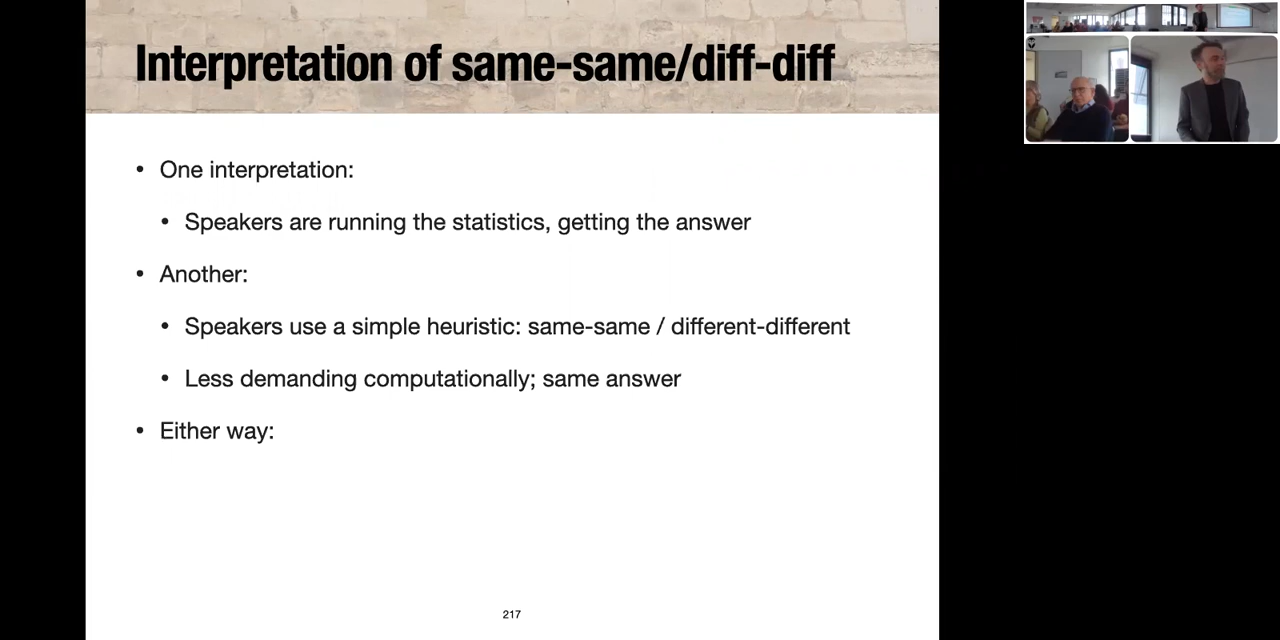 Interpretation of same-same/diff-diff
• One interpretation:
• Speakers are running the statistics, getting the answer
• Another:
• Speakers use a simple heuristic: same-same / different-different
• Less demanding computationally; same answer
• Either way:
217